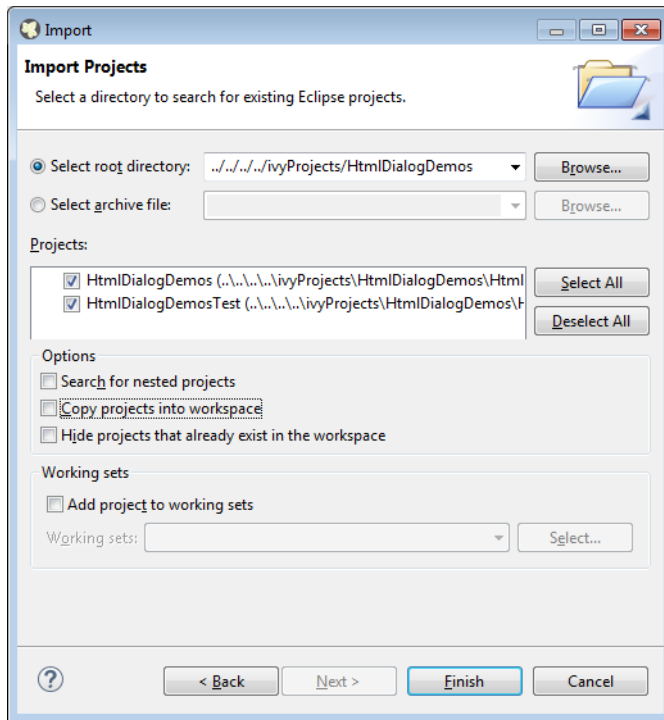 Import
Import Projects
Select a directory to search for existing Eclipse projects.
Select root directory: ../../../../ivyProjects/HtmlDialogDemos Browse...
Select archive file: Browse...
Projects:
HtmlDialogDemos (..\..\..\..\ivyProjects\HtmlDialogDemos\Html
HtmlDialogDemosTest (..\..\..\..\ivyProjects\HtmlDialogDemos\H
Select All
Deselect All
Options
Search for nested projects
Copy projects into workspace
Hide projects that already exist in the workspace
Working sets
Add project to working sets
Working sets: Select...
? < Back Next > Finish Cancel